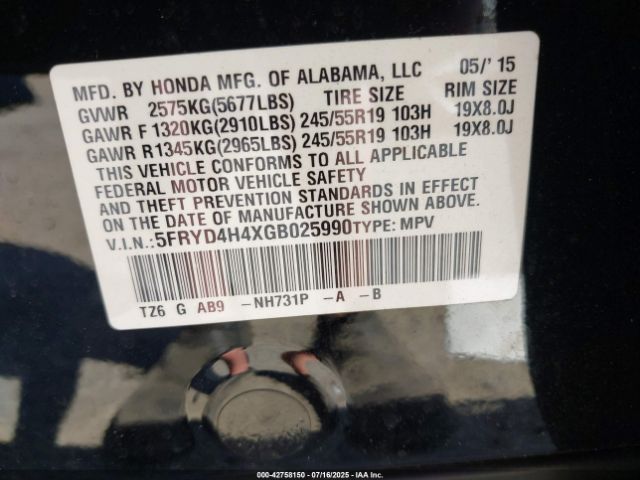 MFD. BY HONDA MFG. OF ALABAMA, LLC 05/' 15
GVWR 2575KG(5677LBS) TIRE SIZE RIM SIZE
GAWR F 1320KG(2910LBS) 245/55R19 103H 19X8.0J
GAWR R1345KG(2965LBS) 245/55R19 103H 19X8.0J
THIS VEHICLE CONFORMS TO ALL APPLICABLE
FEDERAL MOTOR VEHICLE SAFETY
AND THEFT PREVENTION STANDARDS IN EFFECT
ON THE DATE OF MANUFACTURE SHOWN ABOVE.
V.I.N.: 5FRYD4H4XGB025990 TYPE: MPV
TZ6 G AB9 -NH731P -A -B
000-42758150 - 07/16/2025 - IAA Inc.